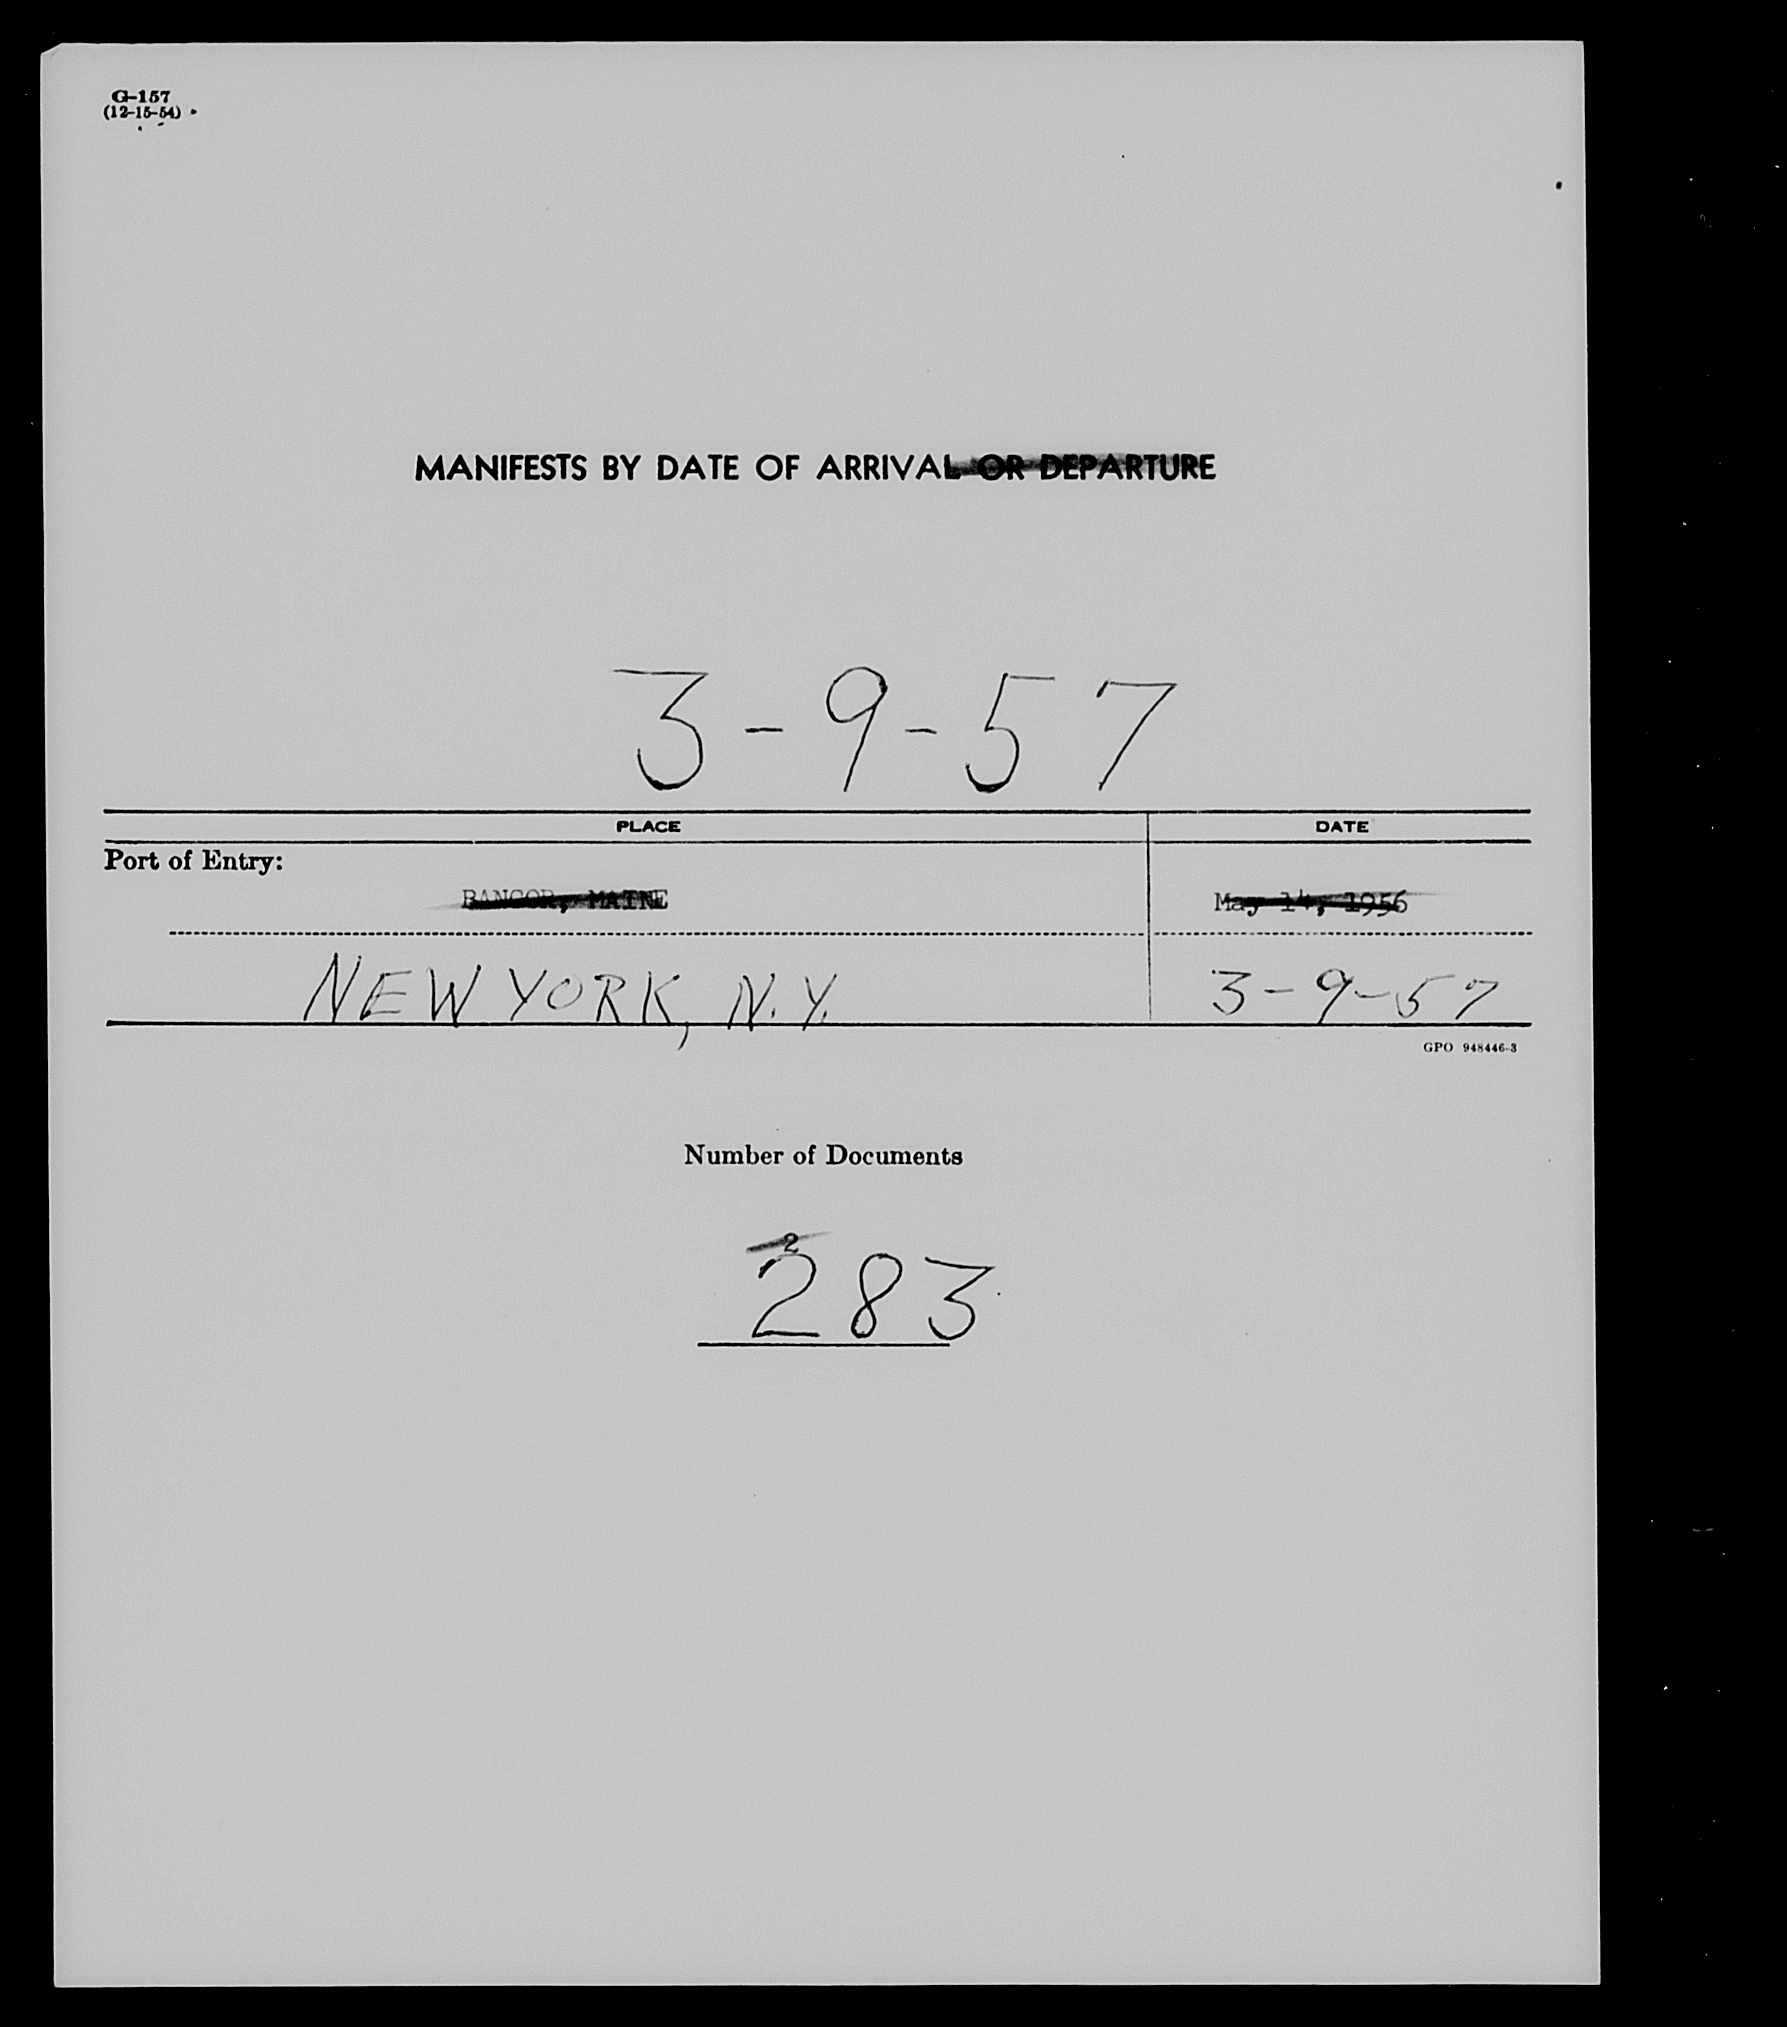 G-157
(12-15-54)
MANIFESTS BY DATE OF ARRIVAL OR DEPARTURE
3-9-57
PLACE DATE
Port of Entry:
BANGOR, MAINE May 14, 1956
NEW YORK, N.Y. 3-9-57
GPO 948446-3
Number of Documents
2
283